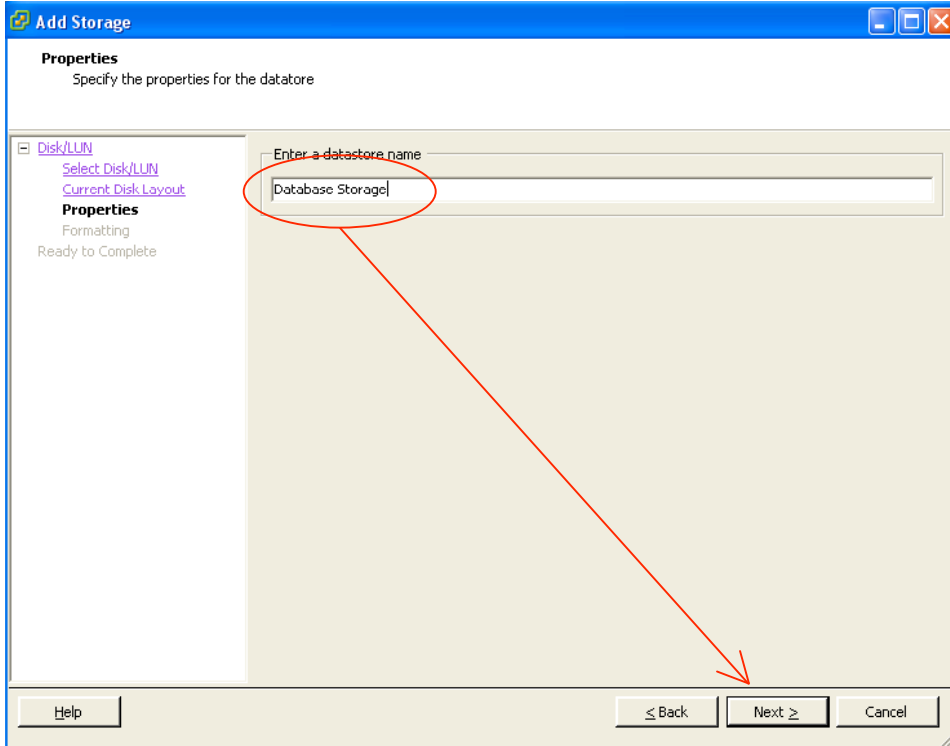 Add Storage
Properties
Specify the properties for the datatore
Disk/LUN
Select Disk/LUN
Current Disk Layout
Properties
Formatting
Ready to Complete
Enter a datastore name
Database Storage
Help
< Back
Next >
Cancel